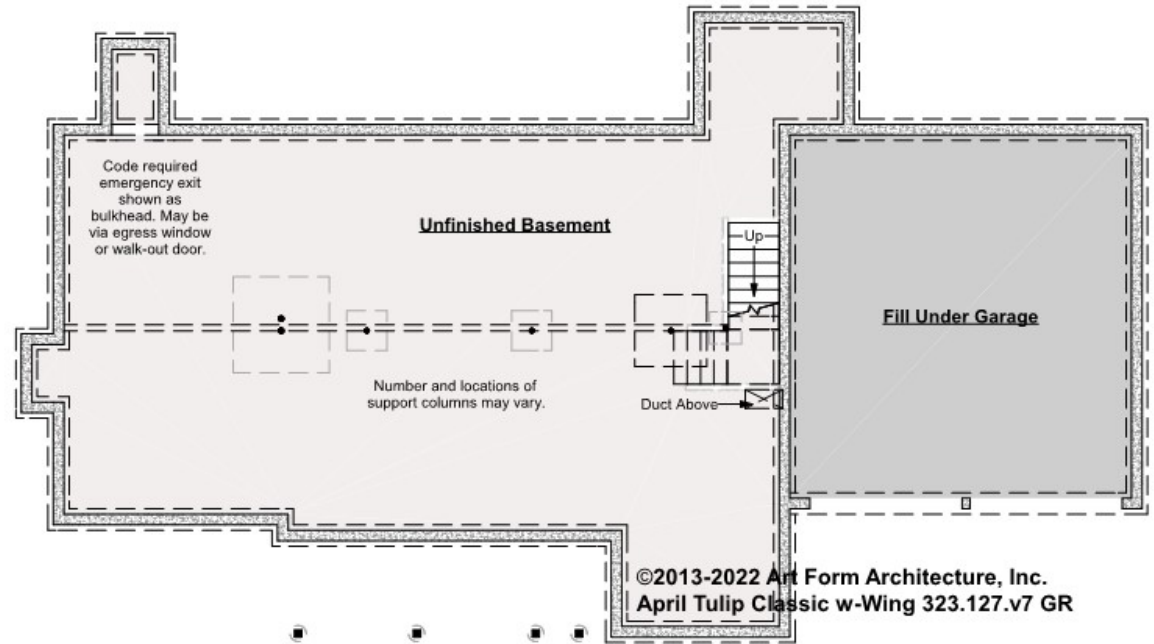 Code required
emergency exit
shown as
bulkhead. May be
via egress window
or walk-out door.
Unfinished Basement
Up
Fill Under Garage
Number and locations of
support columns may vary.
Duct Above
©2013-2022 Art Form Architecture, Inc.
April Tulip Classic w-Wing 323.127.v7 GR